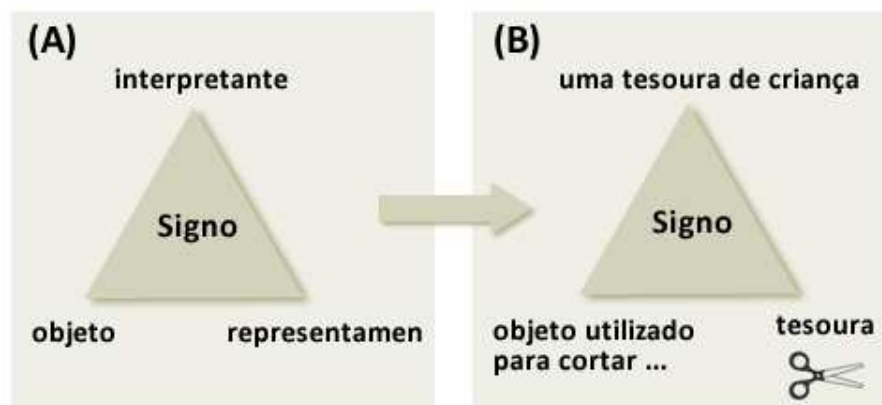 (A)
interpretante
Signo
objeto
representamen
(B)
uma tesoura de criança
Signo
objeto utilizado
para cortar ...
tesoura